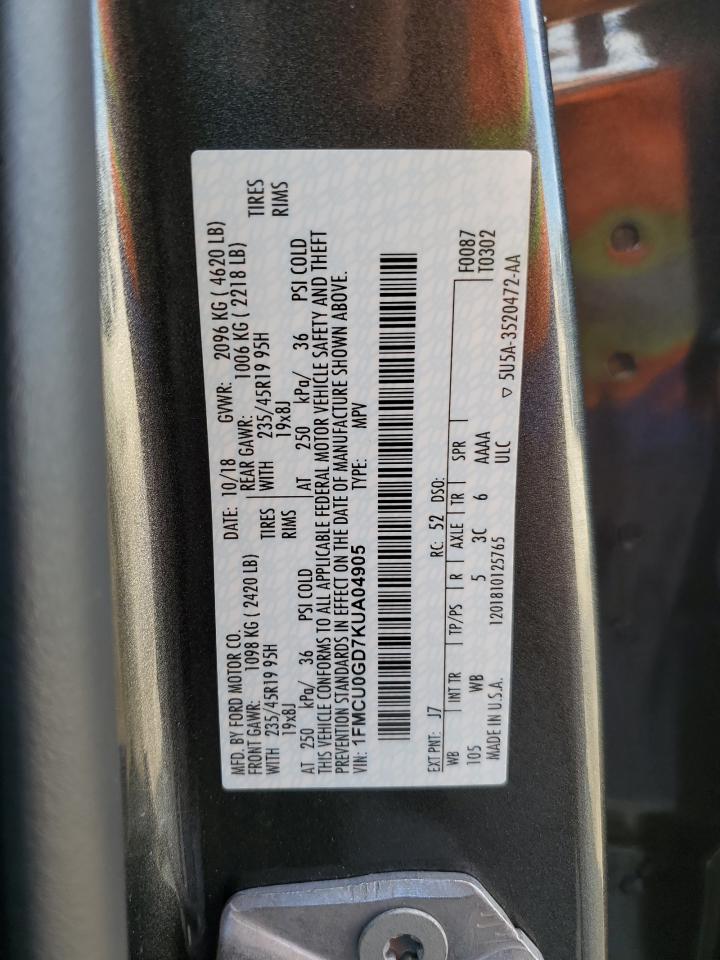 MFD. BY FORD MOTOR CO. DATE: 10/18 GVWR: 2096 KG ( 4620 LB)
FRONT GAWR: 1098 KG ( 2420 LB) REAR GAWR: 1006 KG ( 2218 LB)
WITH 235/45R19 95H TIRES WITH 235/45R19 95H TIRES
19x8J RIMS 19x8J RIMS
AT 250 kPa/ 36 PSI COLD AT 250 kPa/ 36 PSI COLD
THIS VEHICLE CONFORMS TO ALL APPLICABLE FEDERAL MOTOR VEHICLE SAFETY AND THEFT
PREVENTION STANDARDS IN EFFECT ON THE DATE OF MANUFACTURE SHOWN ABOVE.
VIN: 1FMCU0GD7KUA04905 TYPE: MPV
EXT PNT: J7 RC: 52 DSO: F0087
WB INT TR TP/PS R AXLE TR SPR T0302
105 WB 5 3C 6 AAAA
MADE IN U.S.A. 1201810125765 ULC
▽ 5U5A-3520472-AA